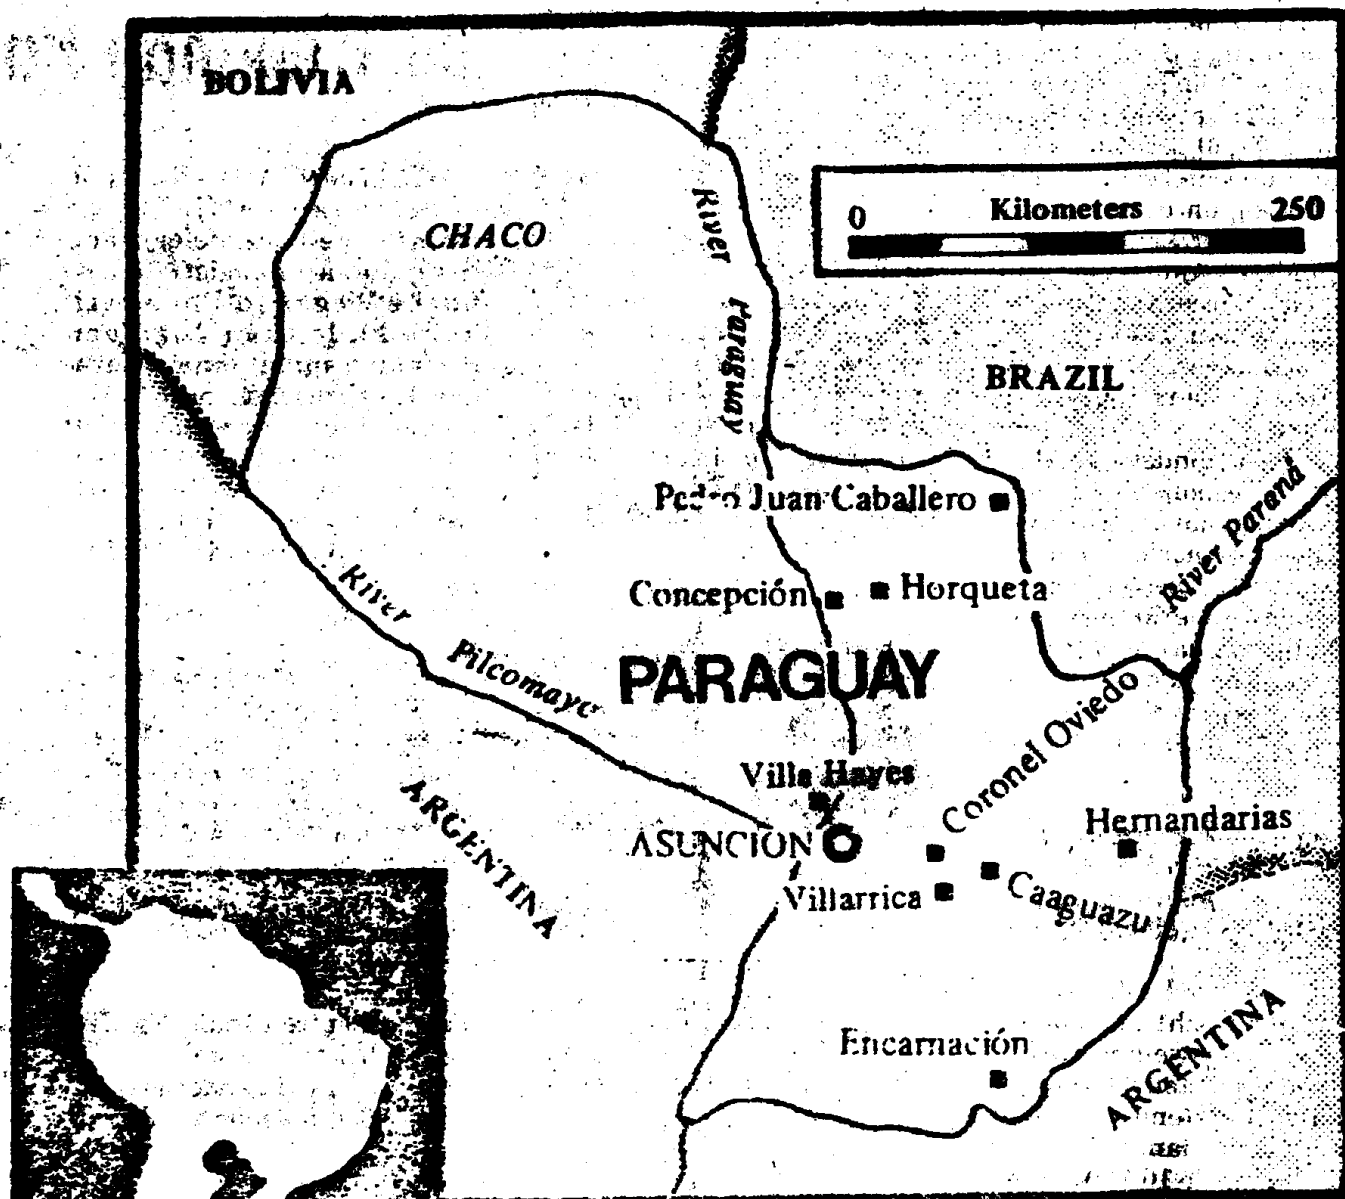 BOLIVIA
CHACO
River Paraguay
0 Kilometers 250
BRAZIL
Pedro Juan Caballero
River Paraná
Concepción
Horqueta
River Pilcomayo
PARAGUAY
Coronel Oviedo
Villa Hayes
ARGENTINA
ASUNCION
Hernandarias
Villarrica
Caaguazu
Encarnación
ARGENTINA